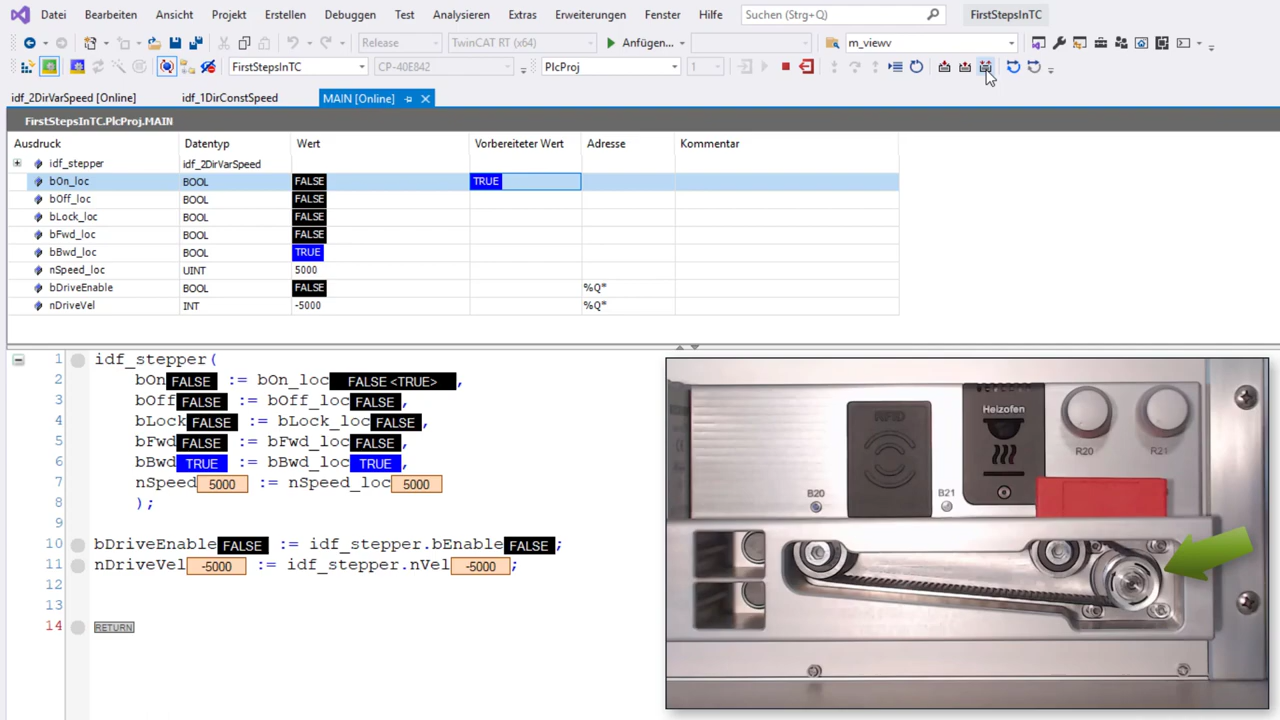 Datei Bearbeiten Ansicht Projekt Erstellen Debuggen Test Analysieren Extras Erweiterungen Fenster Hilfe Suchen (Strg+Q) FirstStepsInTC
Release TwinCAT RT (x64) Anfügen... m_viewv
FirstStepsInTC CP-40E842 PlcProj 1
idf_2DirVarSpeed [Online] idf_1DirConstSpeed MAIN [Online]
FirstStepsInTC.PlcProj.MAIN
Ausdruck Datentyp Wert Vorbereiteter Wert Adresse Kommentar
idf_stepper idf_2DirVarSpeed
bOn_loc BOOL FALSE TRUE
bOff_loc BOOL FALSE
bLock_loc BOOL FALSE
bFwd_loc BOOL FALSE
bBwd_loc BOOL TRUE
nSpeed_loc UINT 5000
bDriveEnable BOOL FALSE %Q*
nDriveVel INT -5000 %Q*
1 idf_stepper(
2 bOn FALSE := bOn_loc FALSE <TRUE> ,
3 bOff FALSE := bOff_loc FALSE ,
4 bLock FALSE := bLock_loc FALSE ,
5 bFwd FALSE := bFwd_loc FALSE ,
6 bBwd TRUE := bBwd_loc TRUE ,
7 nSpeed 5000 := nSpeed_loc 5000
8 );
9
10 bDriveEnable FALSE := idf_stepper.bEnable FALSE ;
11 nDriveVel -5000 := idf_stepper.nVel -5000 ;
12
13
14 RETURN
RFID
Heizofen
R20 R21
B20 B21